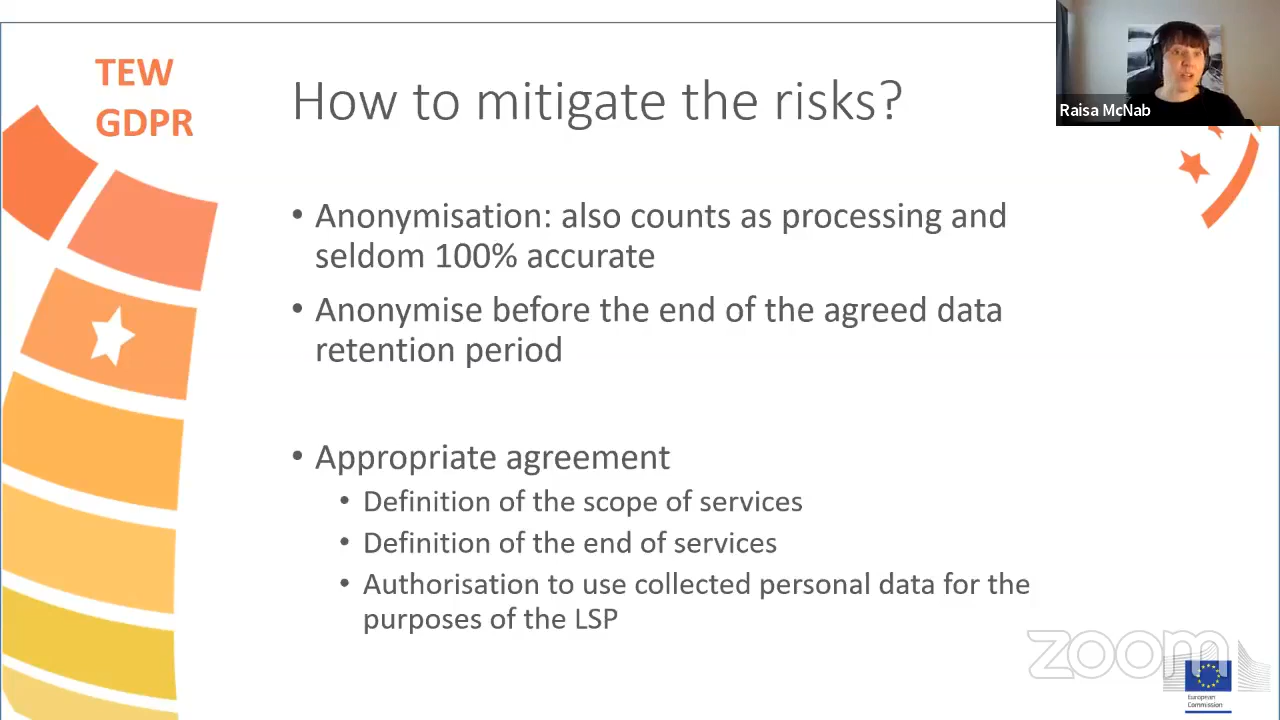 TEW
GDPR
How to mitigate the risks?
Raisa McNab
• Anonymisation: also counts as processing and
seldom 100% accurate
• Anonymise before the end of the agreed data
retention period
• Appropriate agreement
• Definition of the scope of services
• Definition of the end of services
• Authorisation to use collected personal data for the
purposes of the LSP
zoom
European
Commission